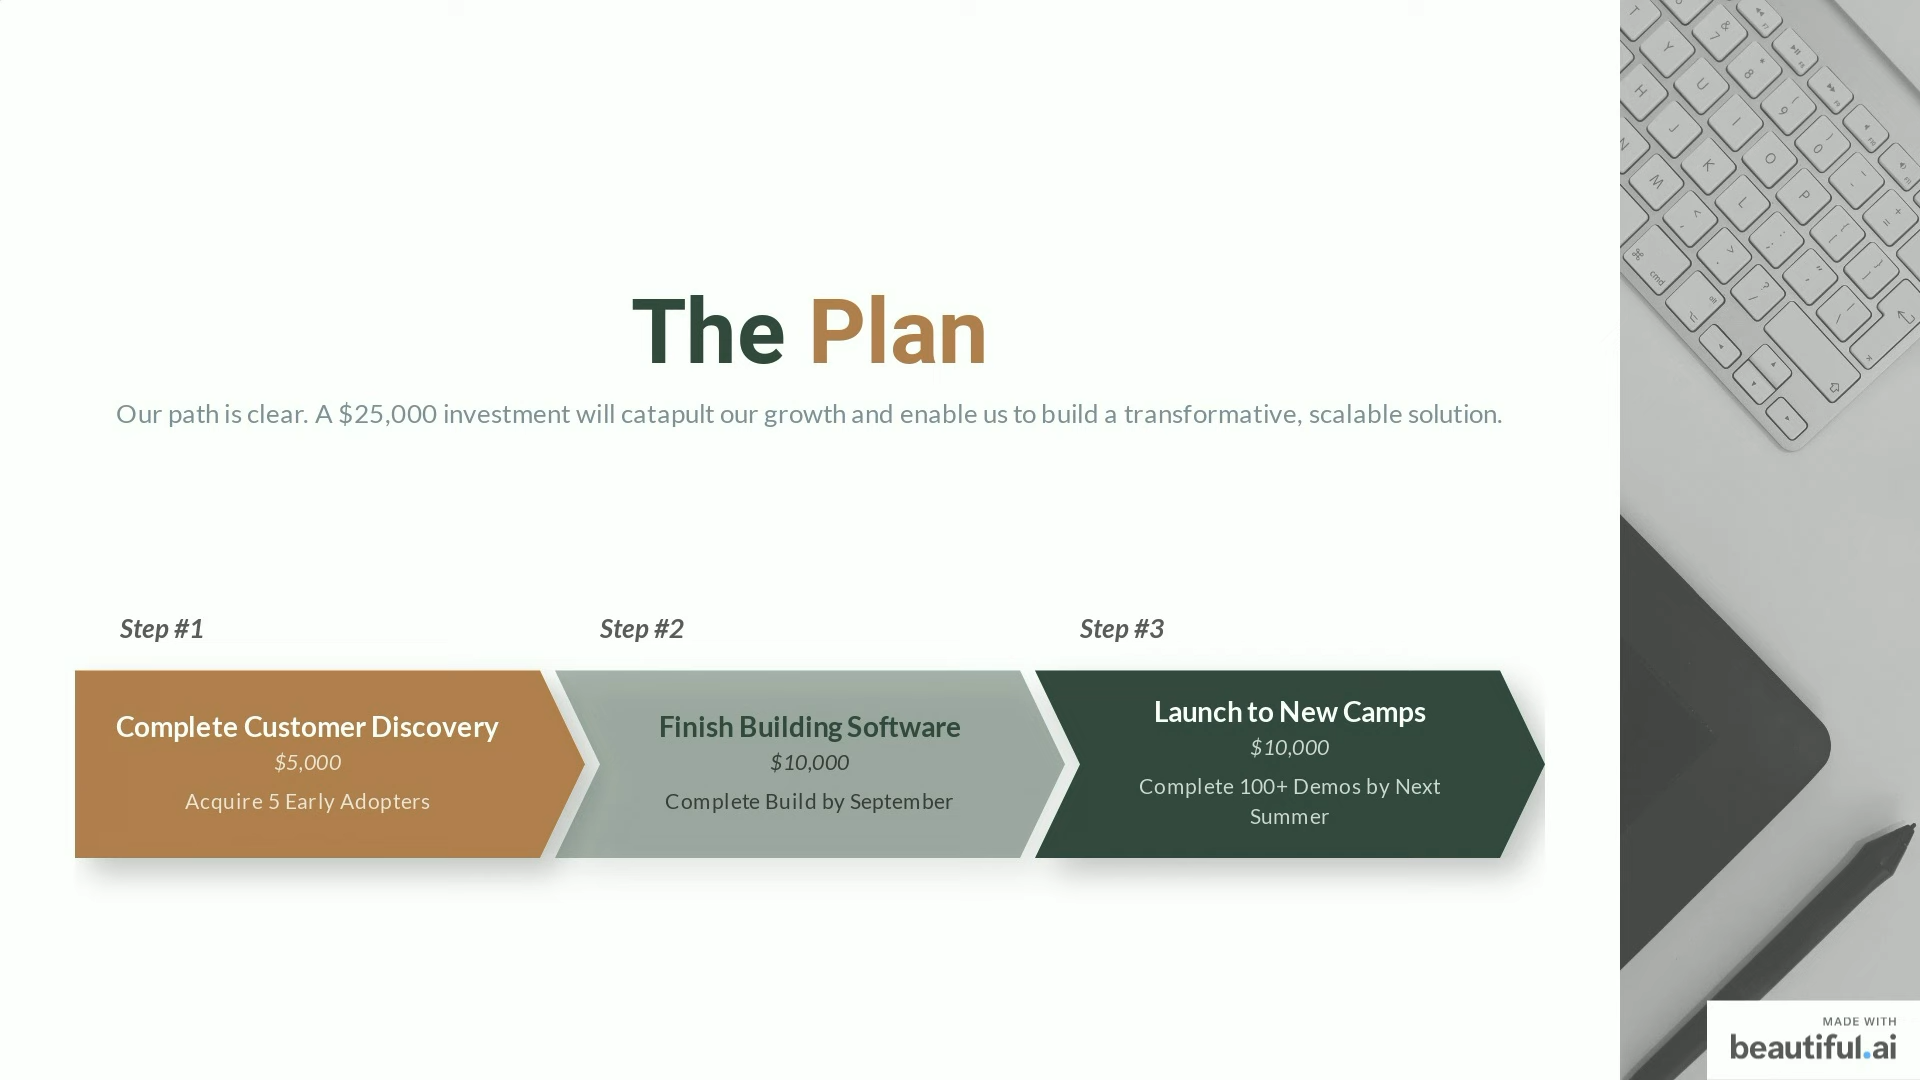 The Plan
Our path is clear. A $25,000 investment will catapult our growth and enable us to build a transformative, scalable solution.
Step #1
Step #2
Step #3
Complete Customer Discovery
$5,000
Acquire 5 Early Adopters
Finish Building Software
$10,000
Complete Build by September
Launch to New Camps
$10,000
Complete 100+ Demos by Next
Summer
MADE WITH
beautiful.ai